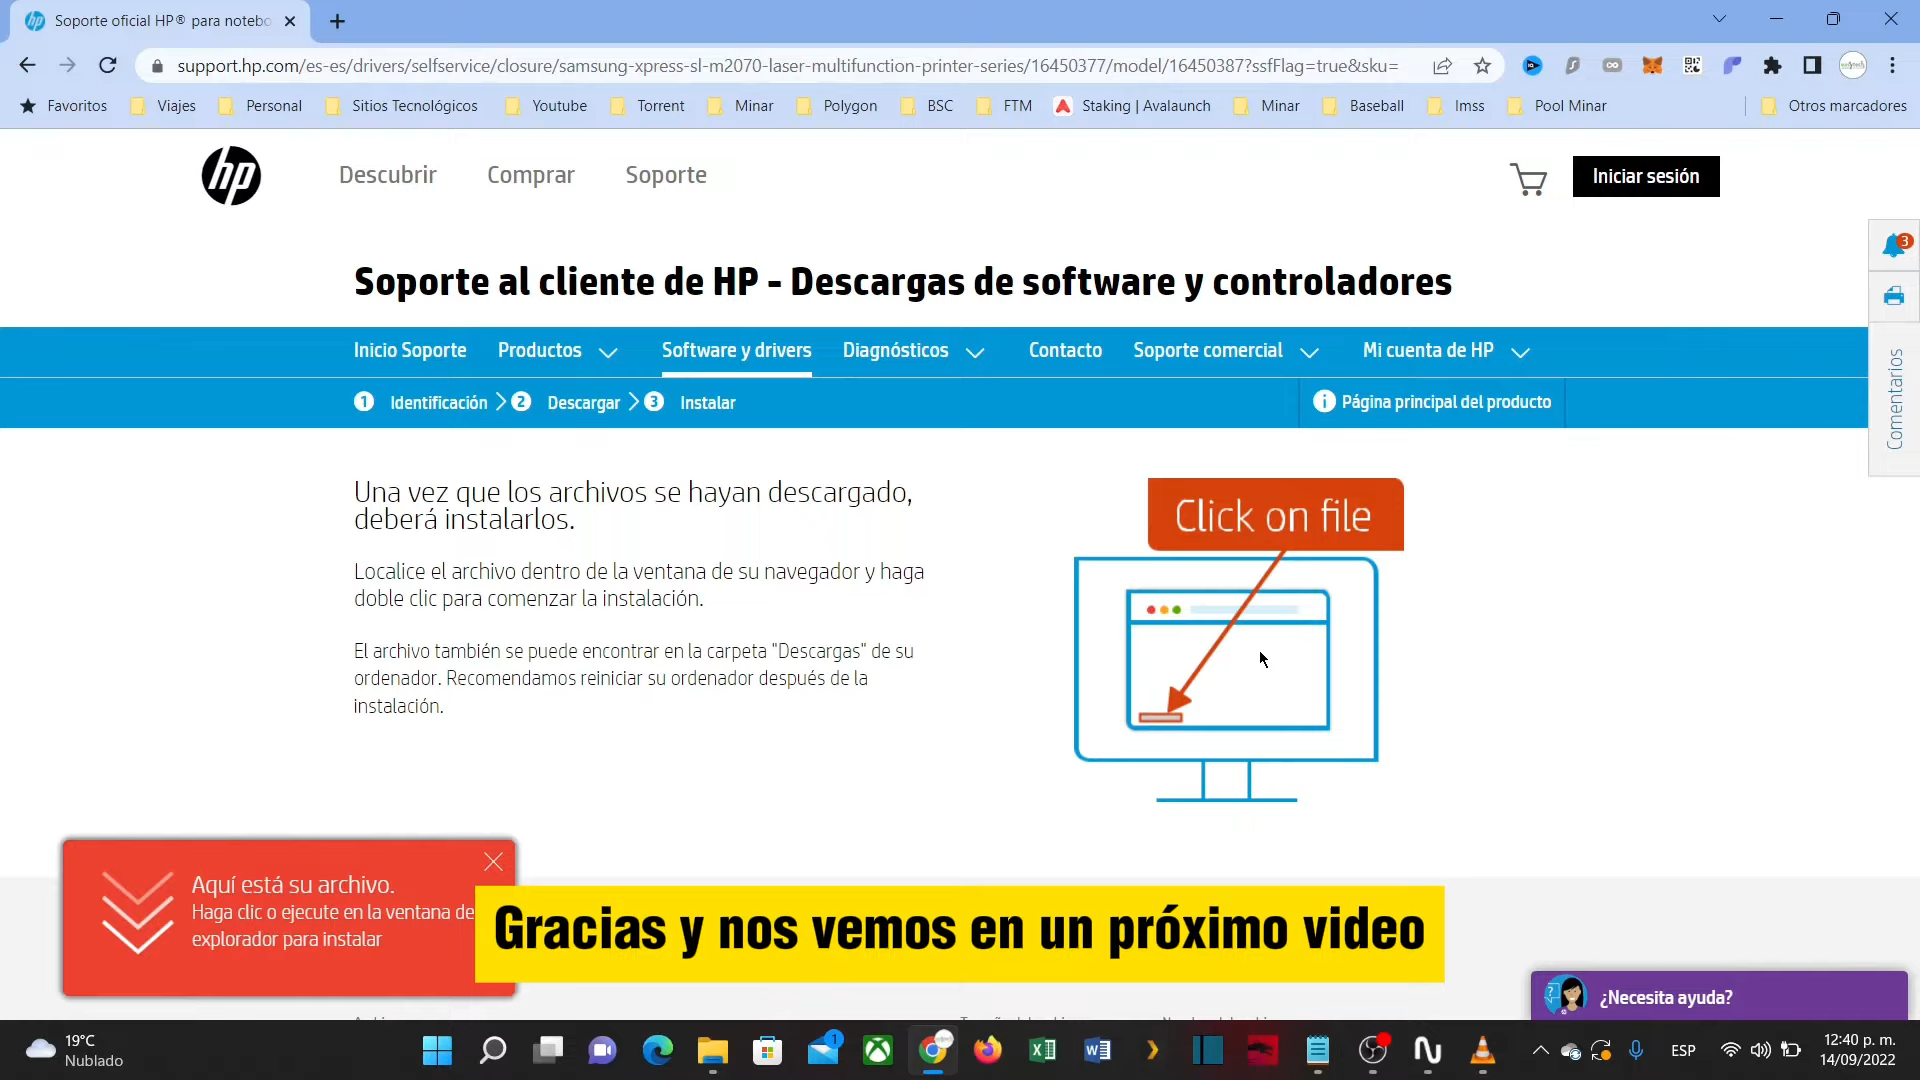 Soporte oficial HP® para notebo
support.hp.com/es-es/drivers/selfservice/closure/samsung-xpress-sl-m2070-laser-multifunction-printer-series/16450377/model/16450387?ssfFlag=true&sku=
Favoritos
Viajes
Personal
Sitios Tecnológicos
Youtube
Torrent
Minar
Polygon
BSC
FTM
Staking | Avalaunch
Minar
Baseball
Imss
Pool Minar
Otros marcadores
hp
Descubrir
Comprar
Soporte
Iniciar sesión
3
Soporte al cliente de HP - Descargas de software y controladores
Inicio Soporte
Productos
Software y drivers
Diagnósticos
Contacto
Soporte comercial
Mi cuenta de HP
1 Identificación
2 Descargar
3 Instalar
Página principal del producto
Comentarios
Una vez que los archivos se hayan descargado,
deberá instalarlos.
Localice el archivo dentro de la ventana de su navegador y haga
doble clic para comenzar la instalación.
El archivo también se puede encontrar en la carpeta "Descargas" de su
ordenador. Recomendamos reiniciar su ordenador después de la
instalación.
Click on file
Aquí está su archivo.
Haga clic o ejecute en la ventana de
explorador para instalar
Gracias y nos vemos en un próximo video
¿Necesita ayuda?
19°C
Nublado
1
ESP
12:40 p. m.
14/09/2022